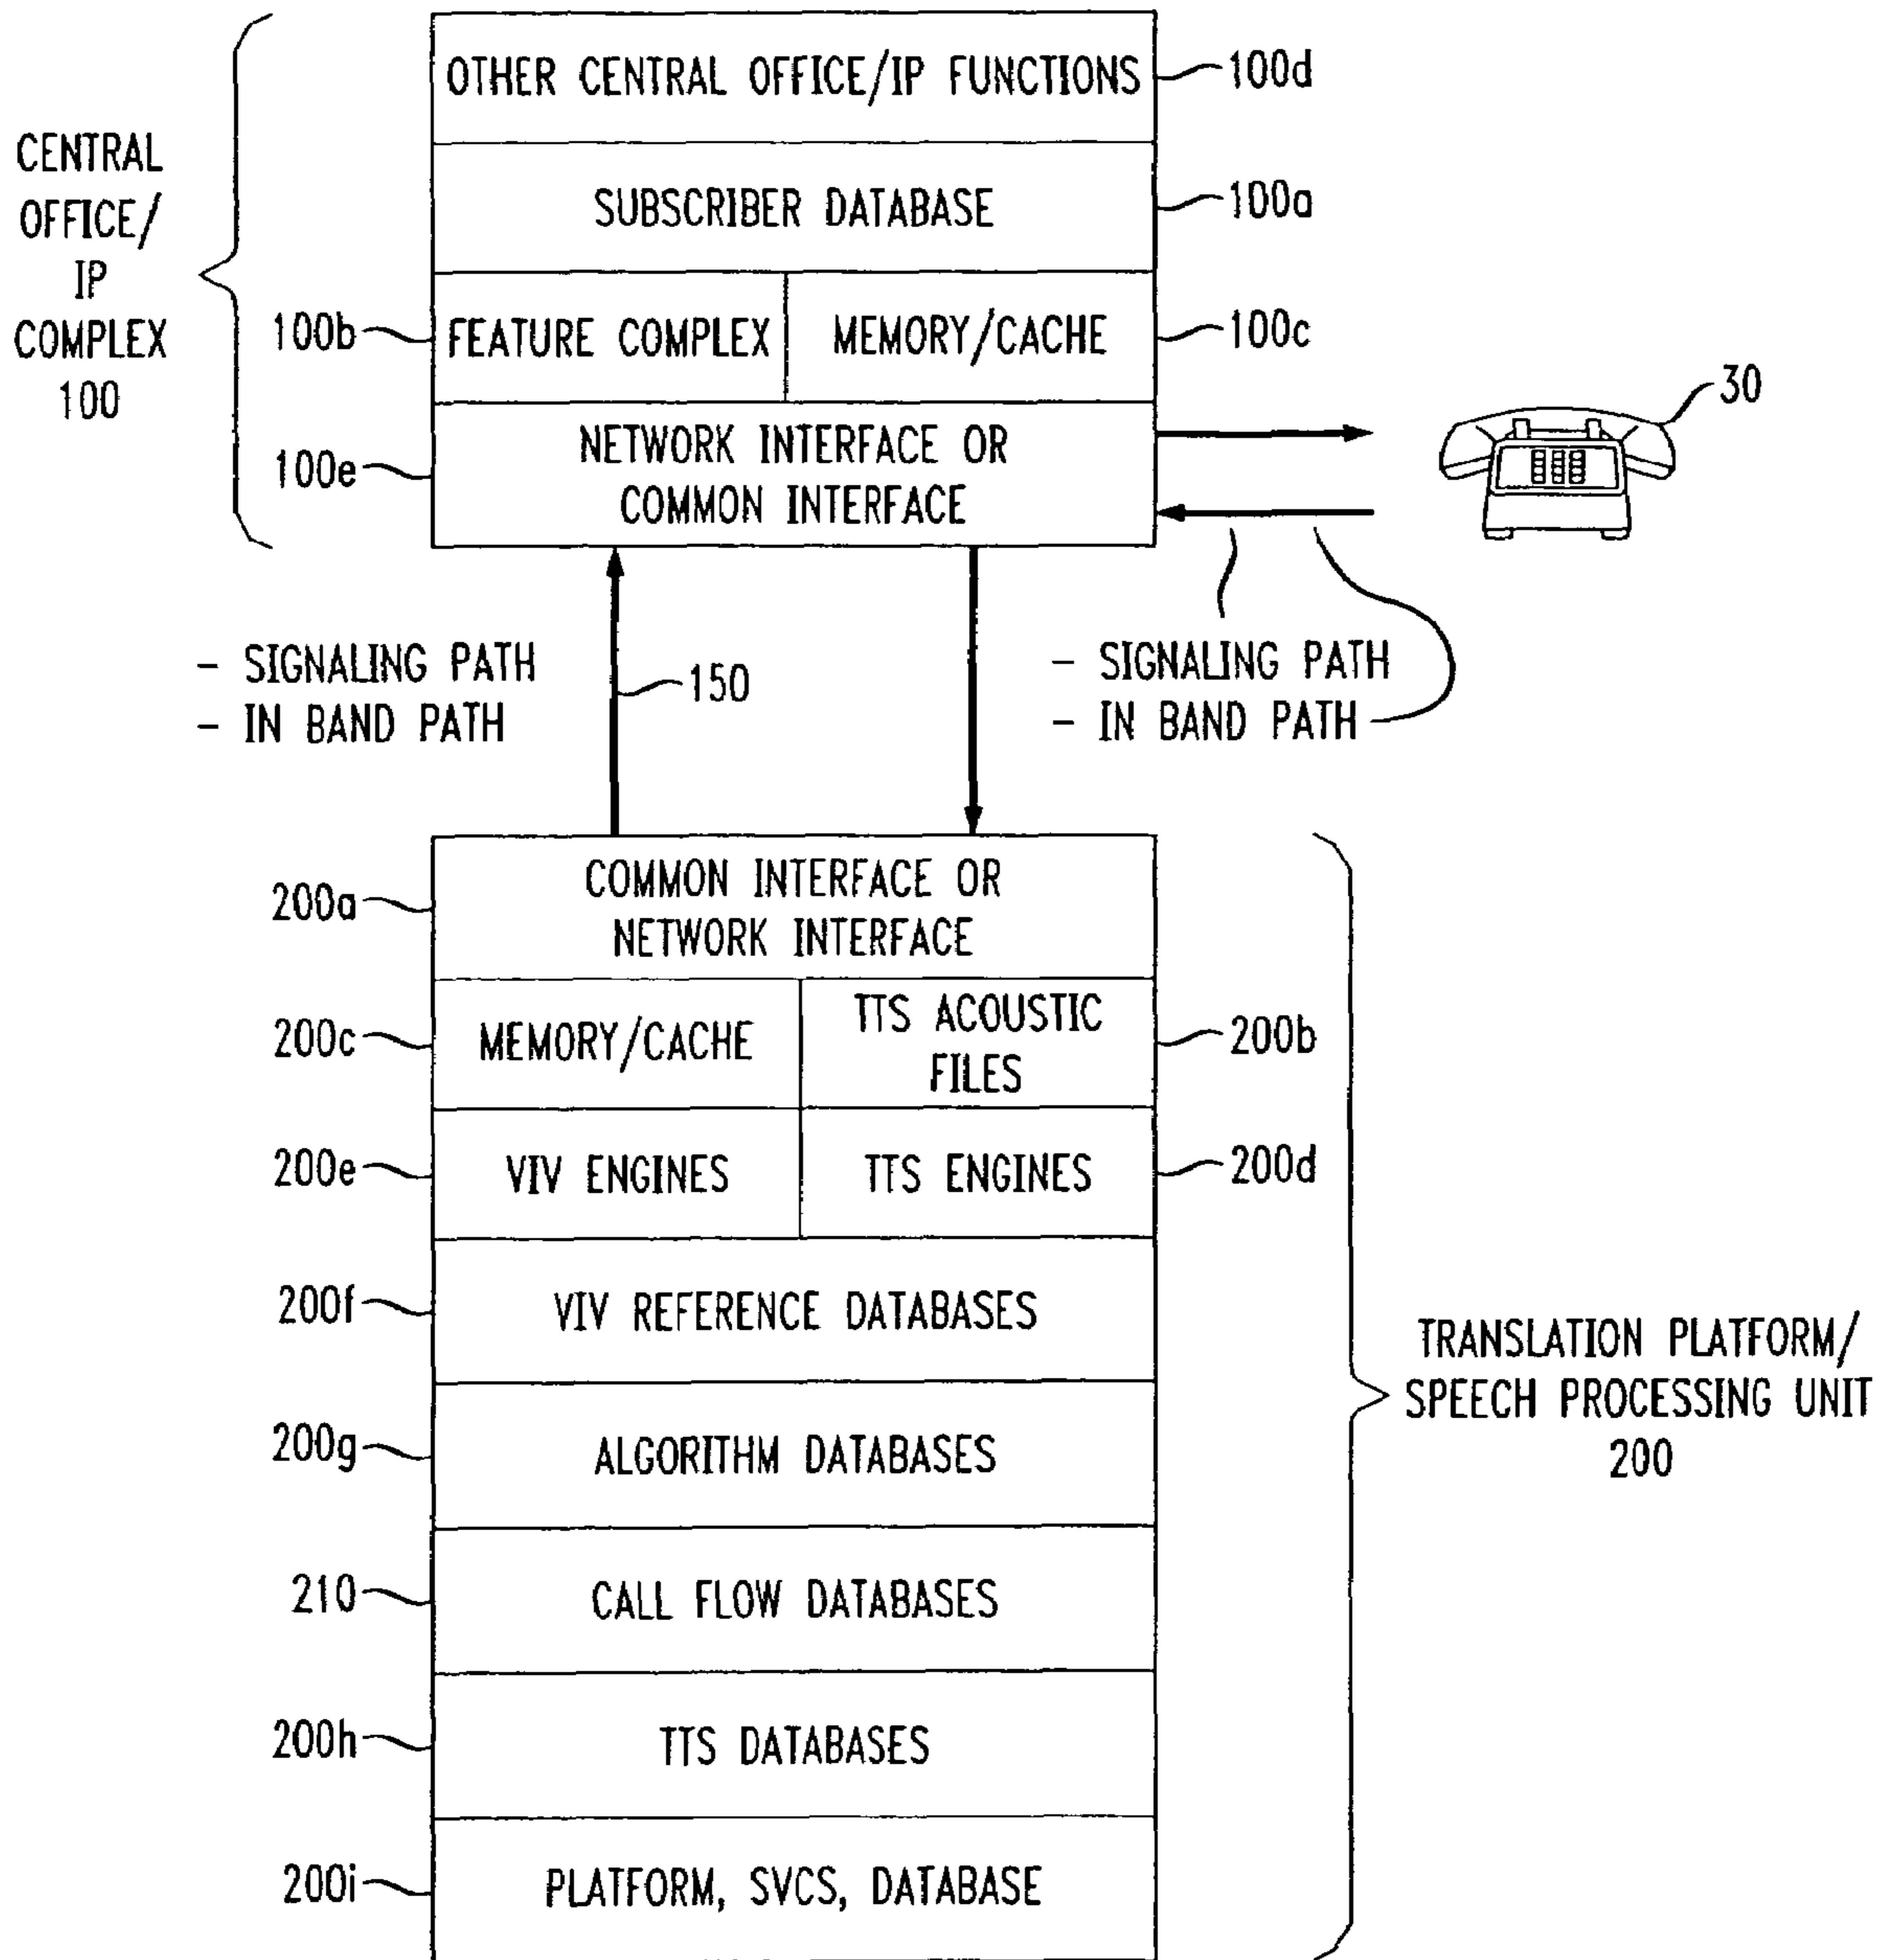 OTHER CENTRAL OFFICE/IP FUNCTIONS
100d
CENTRAL
OFFICE/
IP
COMPLEX
100
SUBSCRIBER DATABASE
100a
100b
FEATURE COMPLEX
MEMORY/CACHE
100c
100e
NETWORK INTERFACE OR
COMMON INTERFACE
30
- SIGNALING PATH
- IN BAND PATH
150
- SIGNALING PATH
- IN BAND PATH
200a
COMMON INTERFACE OR
NETWORK INTERFACE
200c
MEMORY/CACHE
TTS ACOUSTIC
FILES
200b
200e
VIV ENGINES
TTS ENGINES
200d
200f
VIV REFERENCE DATABASES
TRANSLATION PLATFORM/
SPEECH PROCESSING UNIT
200
200g
ALGORITHM DATABASES
210
CALL FLOW DATABASES
200h
TTS DATABASES
200i
PLATFORM, SVCS, DATABASE